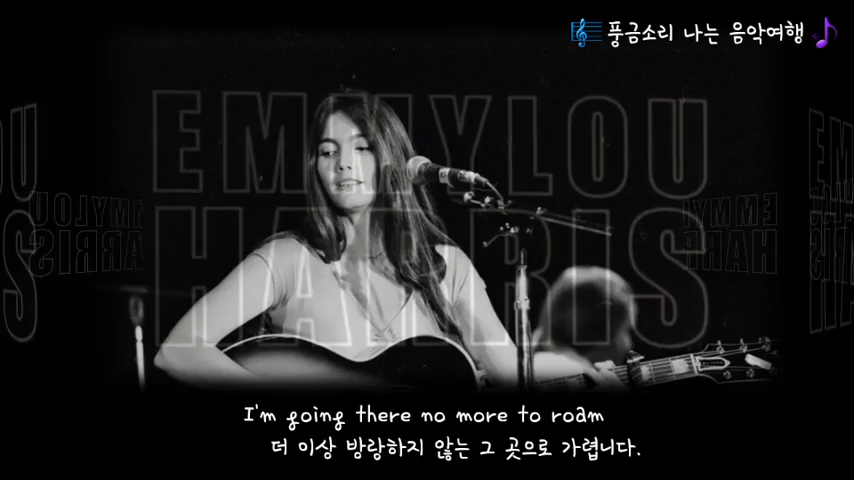 풍금소리 나는 음악여행
EMMYLOU
HARRIS
I'm going there no more to roam
더 이상 방랑하지 않는 그 곳으로 가렵니다.